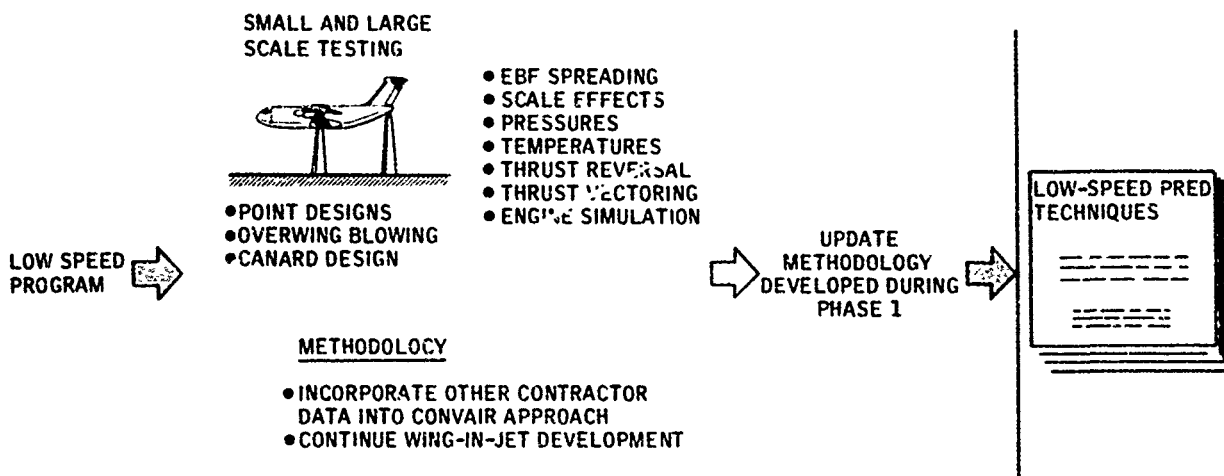 SMALL AND LARGE
SCALE TESTING
• EBF SPREADING
• SCALE EFFECTS
• PRESSURES
• TEMPERATURES
• THRUST REVERSAL
• THRUST VECTORING
• ENGINE SIMULATION
• POINT DESIGNS
• OVERWING BLOWING
• CANARD DESIGN
LOW SPEED
PROGRAM
UPDATE
METHODOLOGY
DEVELOPED DURING
PHASE 1
LOW-SPEED PRED
TECHNIQUES
METHODOLOGY
• INCORPORATE OTHER CONTRACTOR
DATA INTO CONVAIR APPROACH
• CONTINUE WING-IN-JET DEVELOPMENT